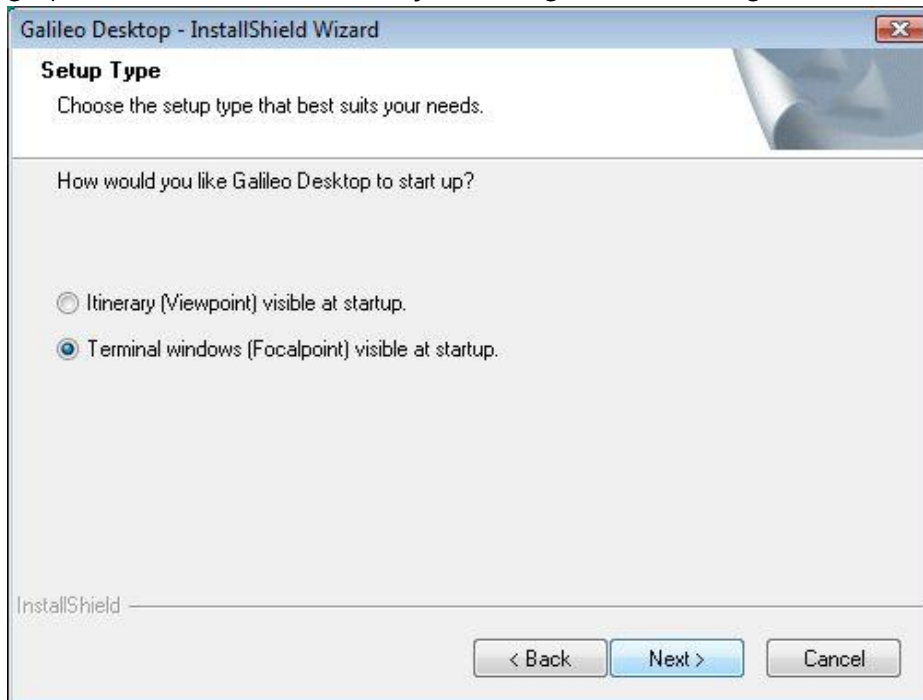 Galileo Desktop - InstallShield Wizard
Setup Type
Choose the setup type that best suits your needs.
How would you like Galileo Desktop to start up?
Itinerary (Viewpoint) visible at startup.
Terminal windows (Focalpoint) visible at startup.
InstallShield
< Back Next > Cancel